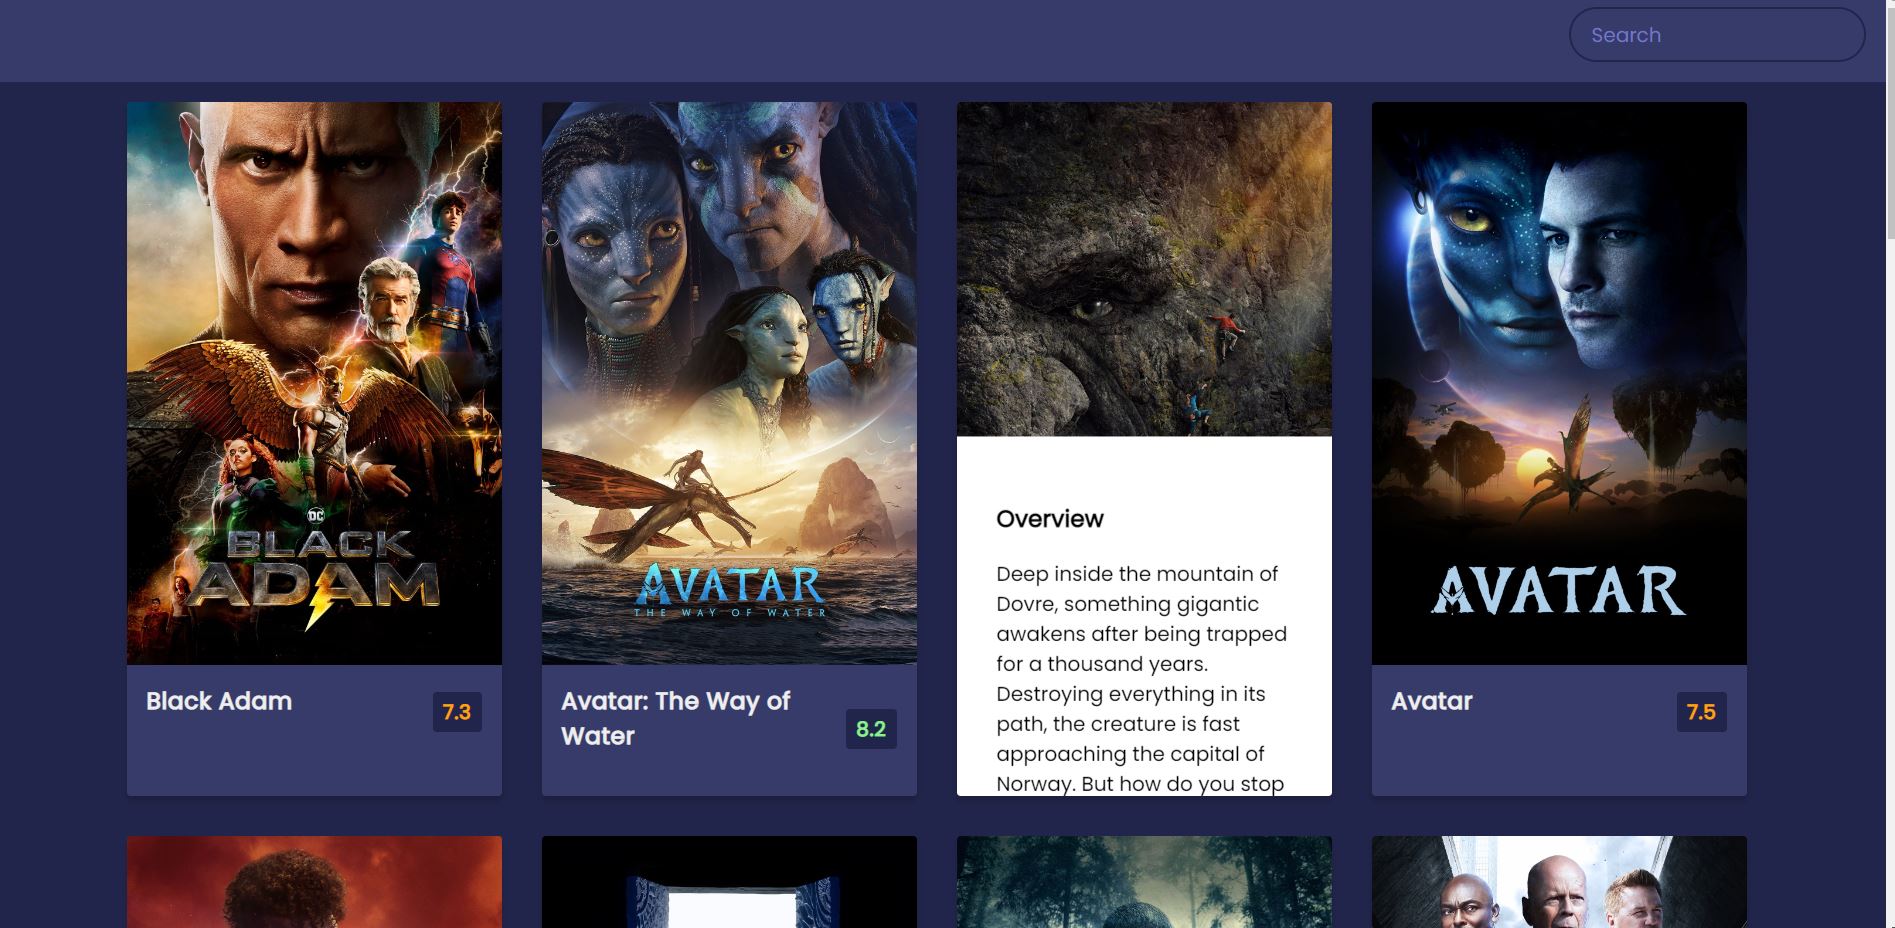 Search
DC
BLACK
ADAM
AVATAR
THE WAY OF WATER
AVATAR
Black Adam
7.3
Avatar: The Way of
Water
8.2
Overview
Deep inside the mountain of
Dovre, something gigantic
awakens after being trapped
for a thousand years.
Destroying everything in its
path, the creature is fast
approaching the capital of
Norway. But how do you stop
Avatar
7.5